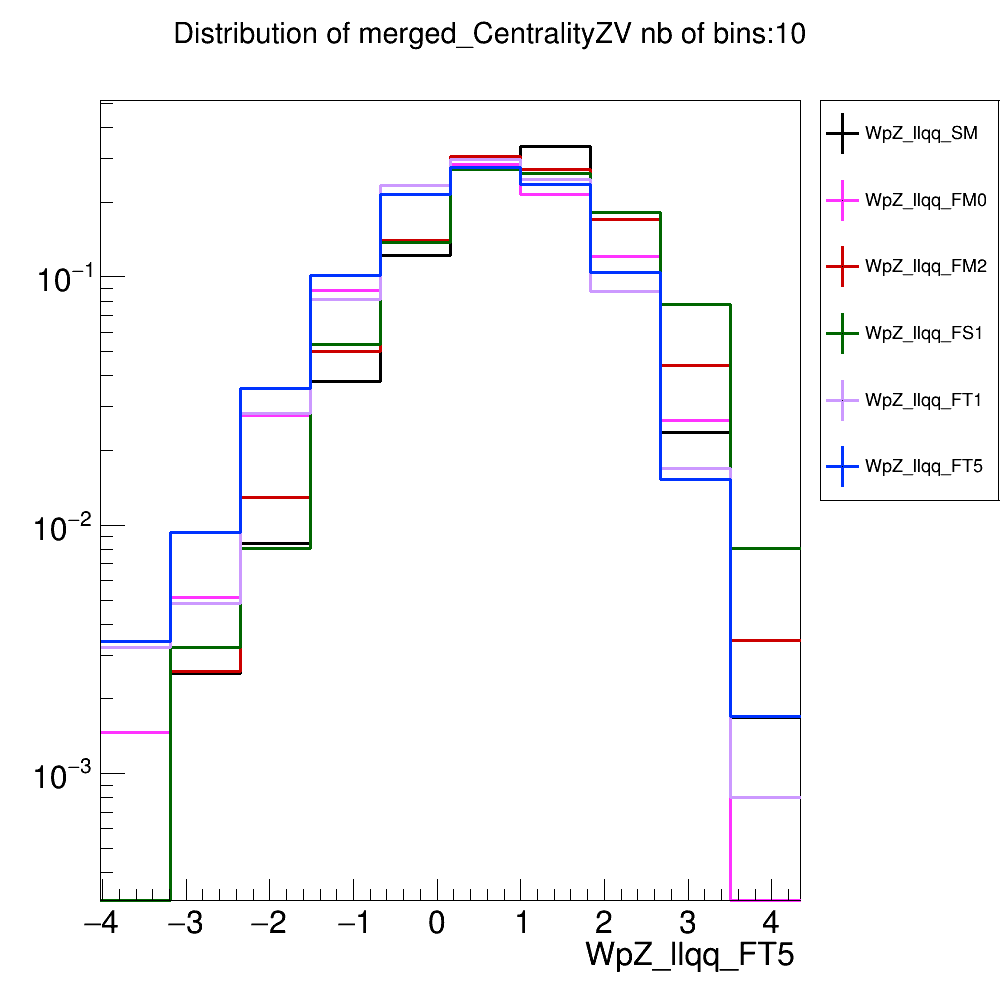 Distribution of merged_CentralityZV nb of bins:10
WpZ_llqq_SM
WpZ_llqq_FM0
WpZ_llqq_FM2
WpZ_llqq_FS1
WpZ_llqq_FT1
WpZ_llqq_FT5
10⁻¹
10⁻²
10⁻³
−4 −3 −2 −1 0 1 2 3 4
WpZ_llqq_FT5